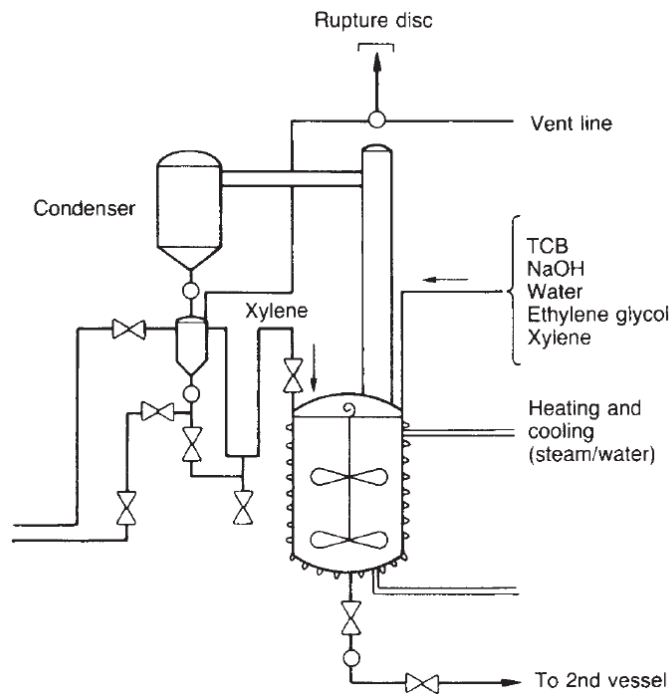 Rupture disc
Vent line
Condenser
TCB
NaOH
Water
Ethylene giycol
Xylene
Xylene
Heating and
cooling
(steam/water)
To 2nd vessel